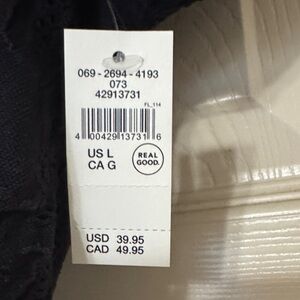 069 - 2694 - 4193
073
42913731
FL_114
4 00429 13731 6
US L
CA G
REAL
GOOD.
USD 39.95
CAD 49.95